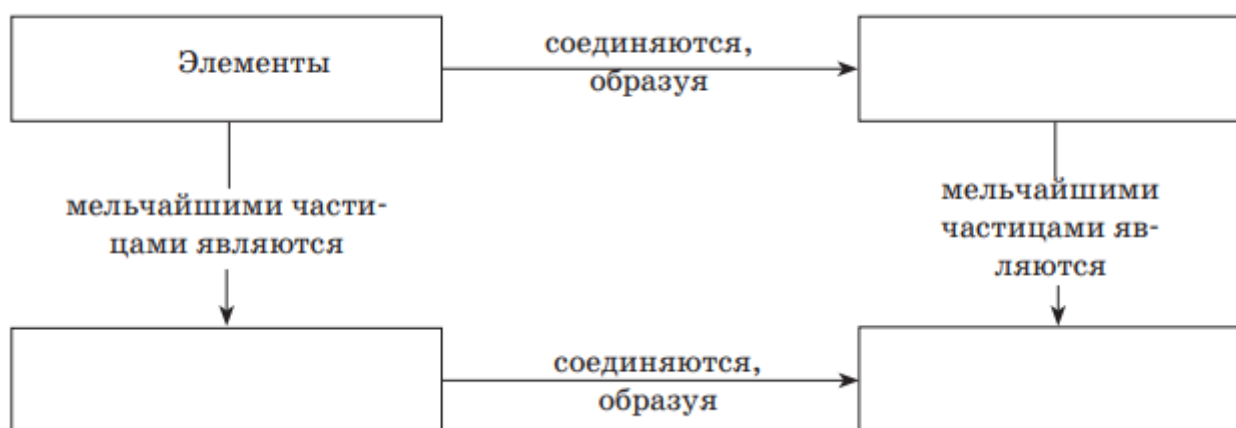 Элементы
соединяются,
образуя
мельчайшими части-
цами являются
мельчайшими
частицами яв-
ляются
соединяются,
образуя